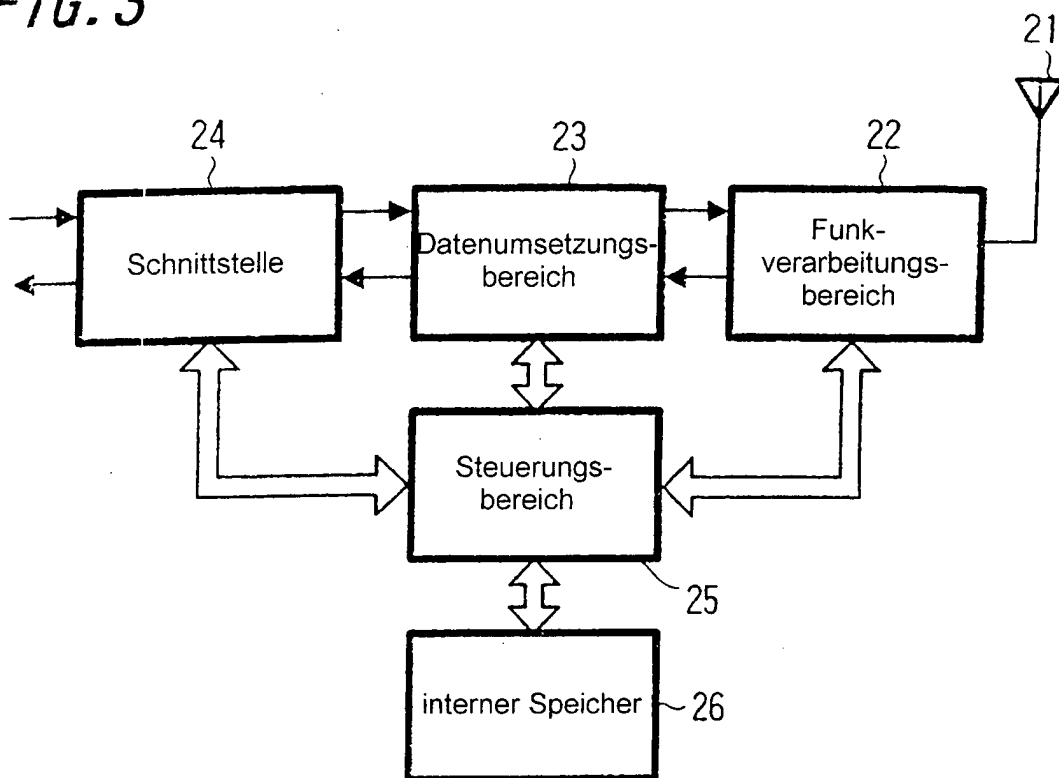 FIG. 3
21
24
23
22
Schnittstelle
Datenumsetzungs-
bereich
Funk-
verarbeitungs-
bereich
Steuerungs-
bereich
25
interner Speicher
26